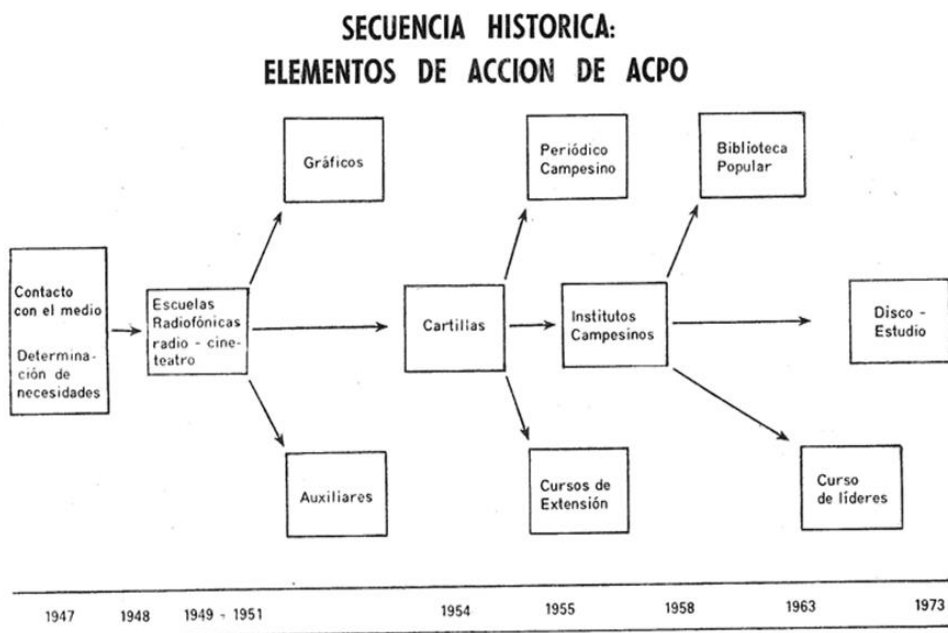 SECUENCIA HISTORICA:
ELEMENTOS DE ACCION DE ACPO
Gráficos
Periódico
Campesino
Biblioteca
Popular
Contacto
con el medio
Determina-
ción de
necesidades
Escuelas
Radiofónicas
radio - cine-
teatro
Cartillas
Institutos
Campesinos
Disco -
Estudio
Auxiliares
Cursos de
Extensión
Curso
de líderes
1947 1948 1949 - 1951 1954 1955 1958 1963 1973